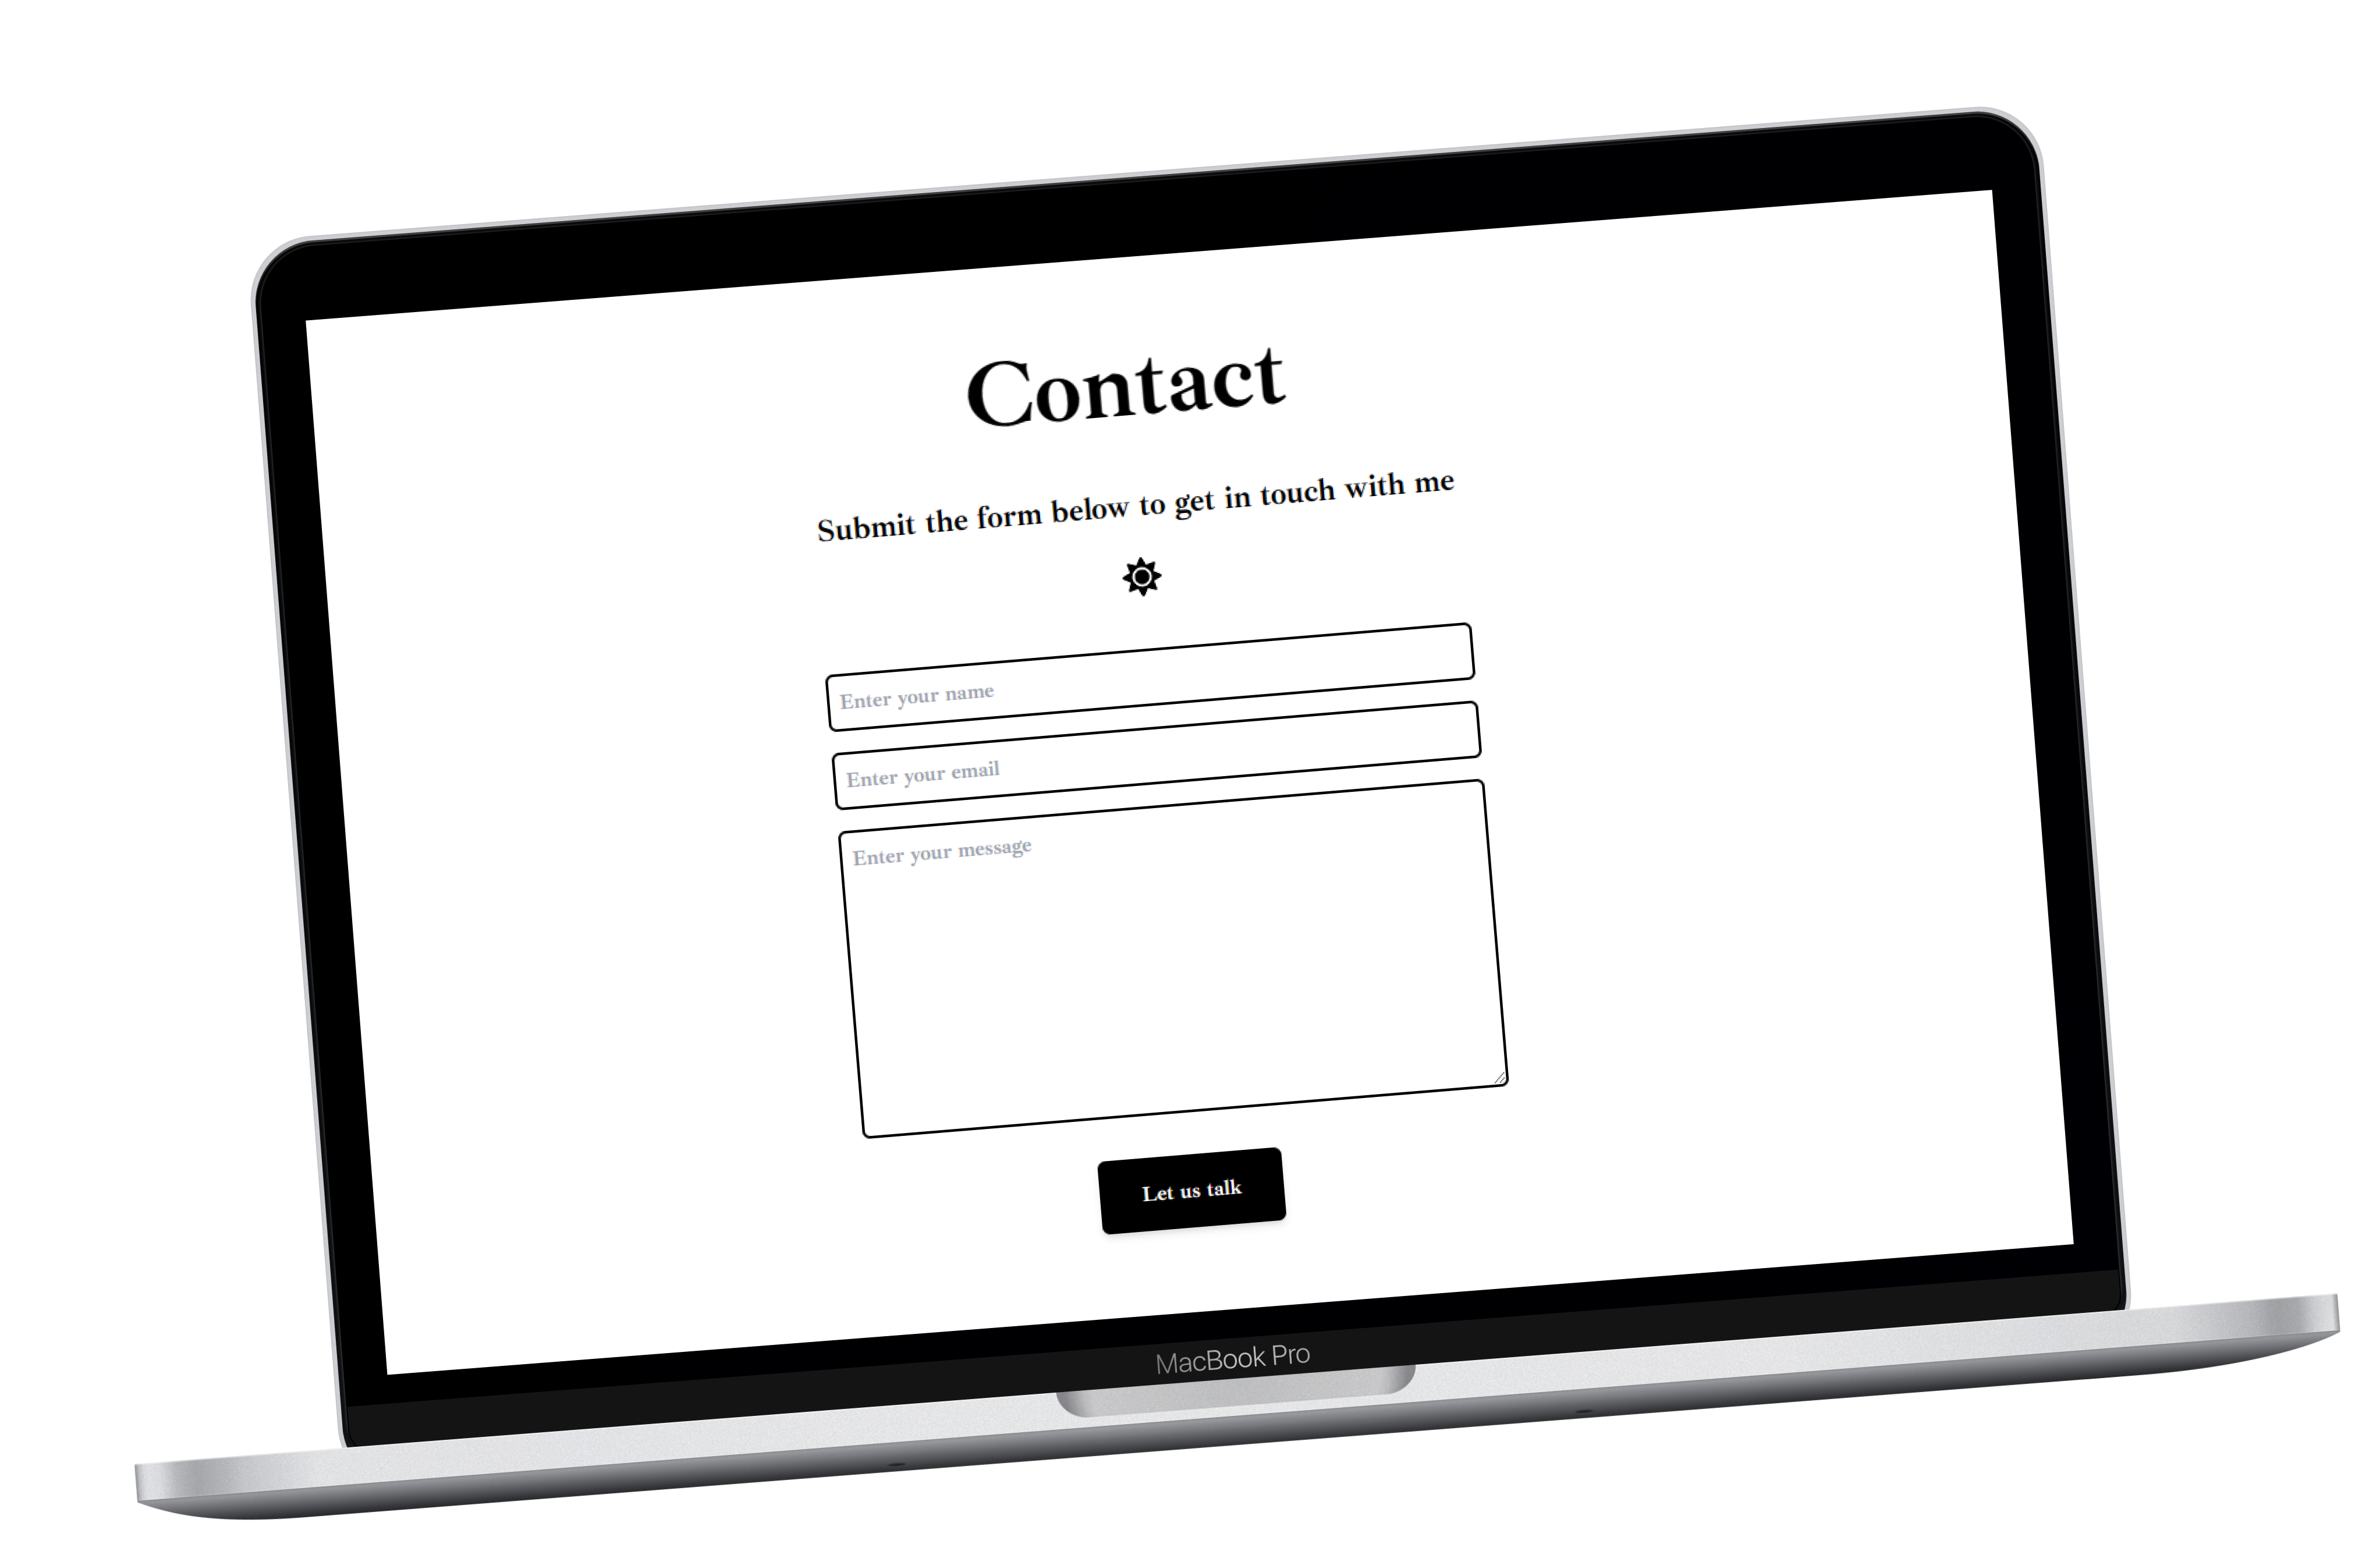 Contact
Submit the form below to get in touch with me
Enter your name
Enter your email
Enter your message
Let us talk
MacBook Pro